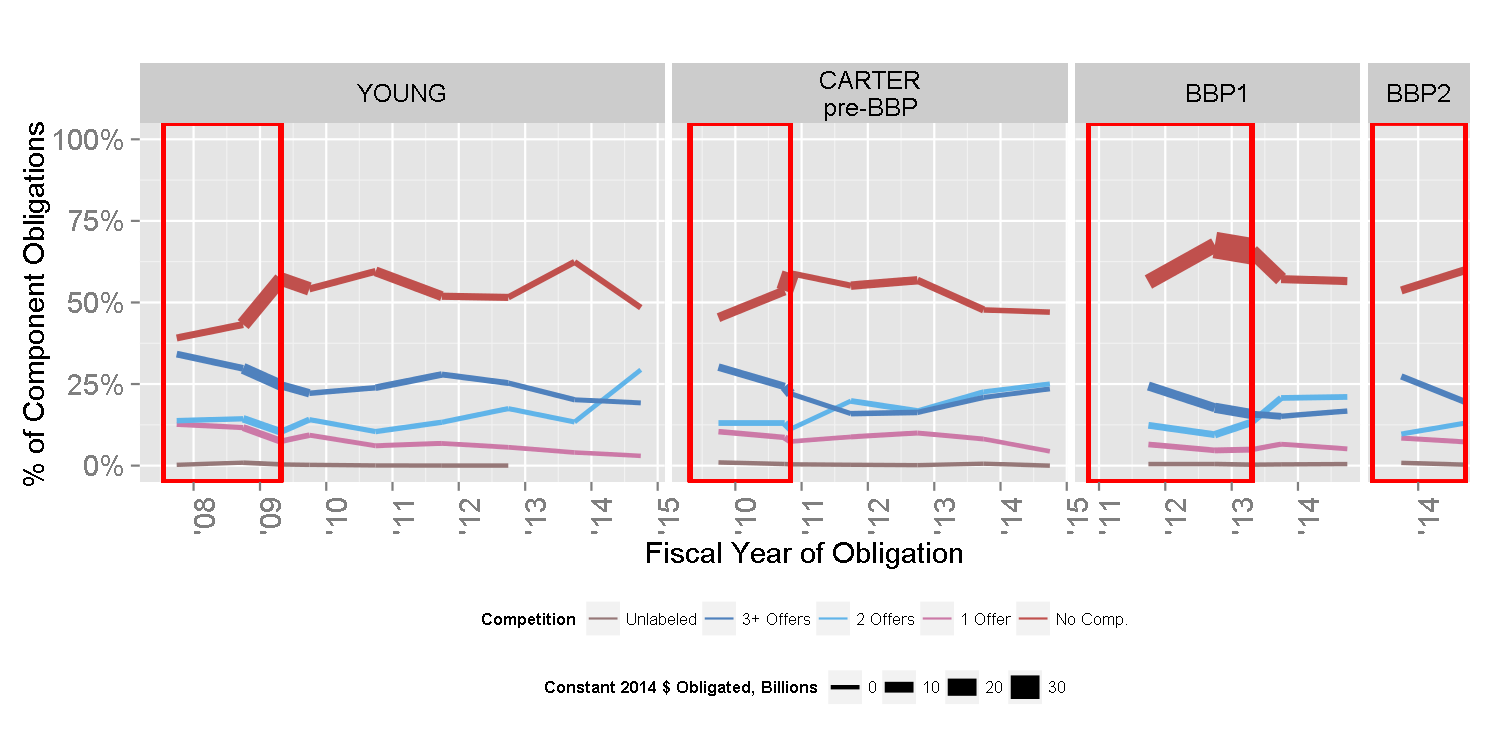 YOUNG
CARTER
pre-BBP
BBP1
BBP2
% of Component Obligations
100%
75%
50%
25%
0%
'08 '09 '10 '11 '12 '13 '14 '15
'10 '11 '12 '13 '14 '15
'11 '12 '13 '14
'14
Fiscal Year of Obligation
Competition Unlabeled 3+ Offers 2 Offers 1 Offer No Comp.
Constant 2014 $ Obligated, Billions 0 10 20 30